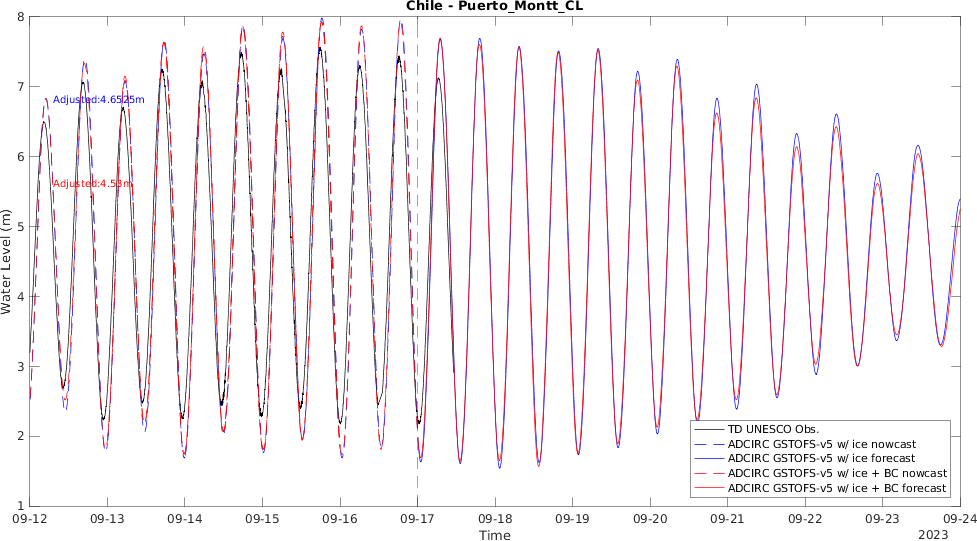 Chile - Puerto_Montt_CL
8
7
6
5
4
3
2
1
Water Level (m)
Adjusted:4.6525m
Adjusted:4.53m
TD UNESCO Obs.
ADCIRC GSTOFS-v5 w/ ice nowcast
ADCIRC GSTOFS-v5 w/ ice forecast
ADCIRC GSTOFS-v5 w/ ice + BC nowcast
ADCIRC GSTOFS-v5 w/ ice + BC forecast
09-12 09-13 09-14 09-15 09-16 09-17 09-18 09-19 09-20 09-21 09-22 09-23 09-24
Time
2023